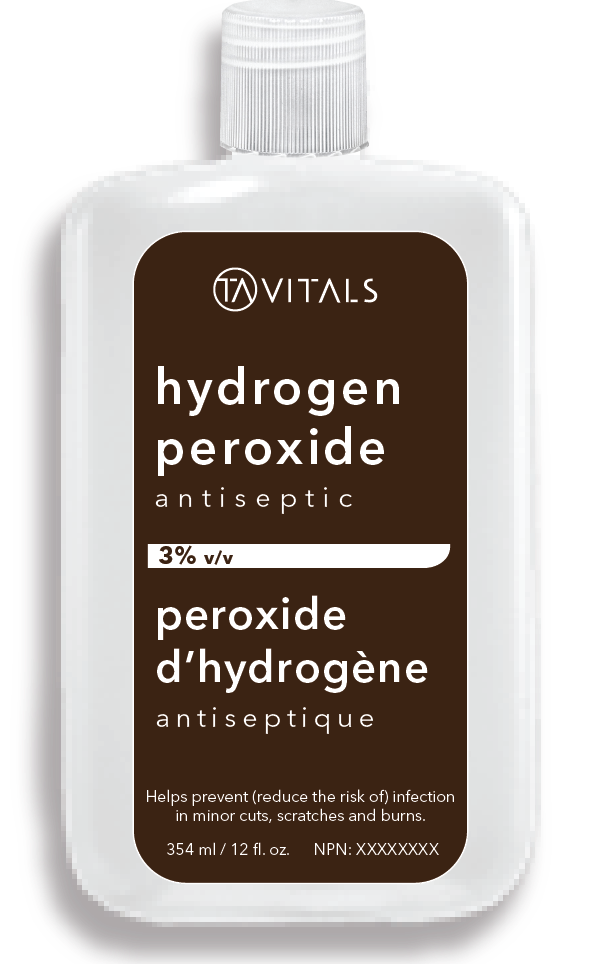 TA VITALS
hydrogen
peroxide
antiseptic
3% v/v
peroxide
d’hydrogène
antiseptique
Helps prevent (reduce the risk of) infection
in minor cuts, scratches and burns.
354 ml / 12 fl. oz. NPN: XXXXXXXX